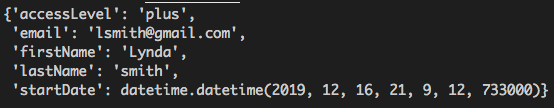 {'accessLevel': 'plus',
'email': 'lsmith@gmail.com',
'firstName': 'Lynda',
'lastName': 'smith',
'startDate': datetime.datetime(2019, 12, 16, 21, 9, 12, 733000)}